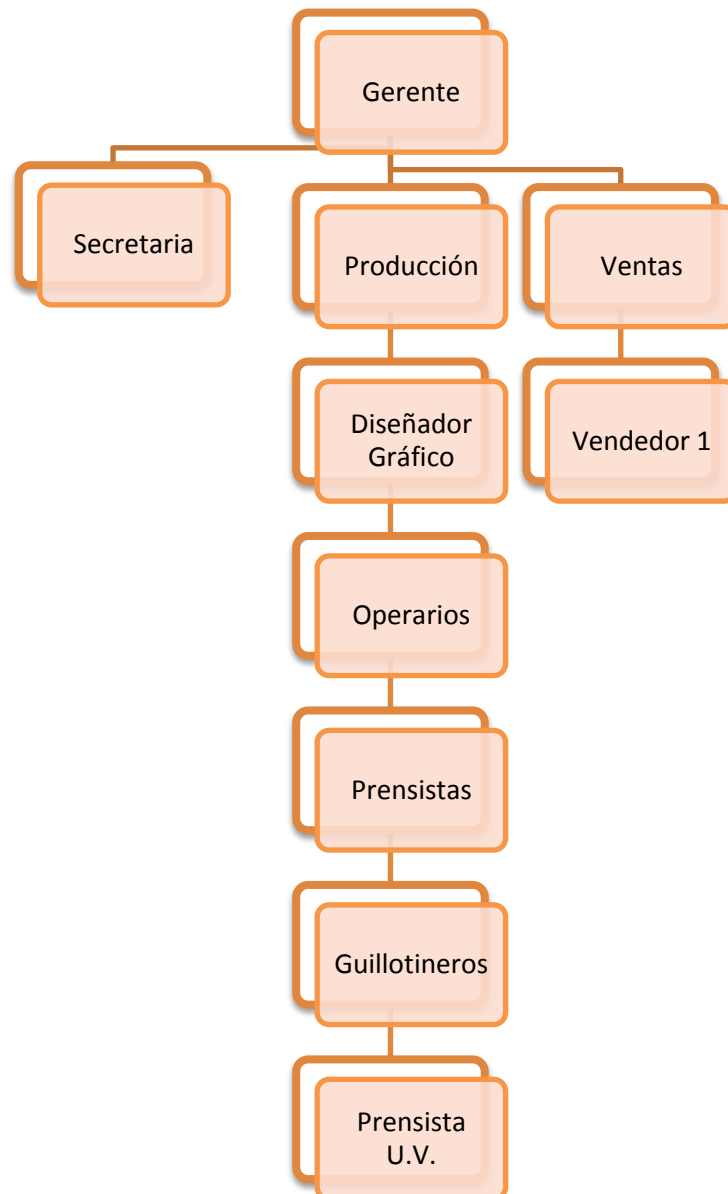 Gerente
Secretaria
Producción
Ventas
Diseñador
Gráfico
Vendedor 1
Operarios
Prensistas
Guillotineros
Prensista
U.V.